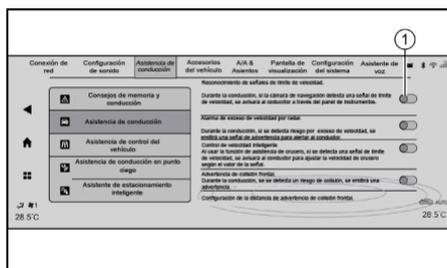 1
Conexión de red
Configuración de sonido
Asistencia de conducción
Accesorios del vehículo
A/A & Asientos
Pantalla de visualización
Configuración del sistema
Asistente de voz
Consejos de memoria y conducción
Asistencia de conducción
Asistencia de control del vehículo
Asistencia de conducción en punto ciego
Asistente de estacionamiento inteligente
Reconocimiento de señales de límite de velocidad.
Durante la conducción, si la cámara de navegación detecta una señal de límite
de velocidad, se avisará al conductor a través del panel de instrumentos.
Alarma de exceso de velocidad por radar.
Durante la conducción, si se detecta riesgo por exceso de velocidad, se
emitirá una señal de advertencia para alertar al conductor.
Control de velocidad inteligente
Al usar la función de asistencia de crucero, si se detecta una señal de límite
de velocidad, se avisará al conductor para ajustar la velocidad de crucero
según el valor de la señal.
Advertencia de colisión frontal.
Durante la conducción, se se detecta un riesgo de colisión, se emitirá una
advertencia.
Configuración de la distancia de advertencia de colisión frontal.
1
28.5°C
AUTO
28.5°C